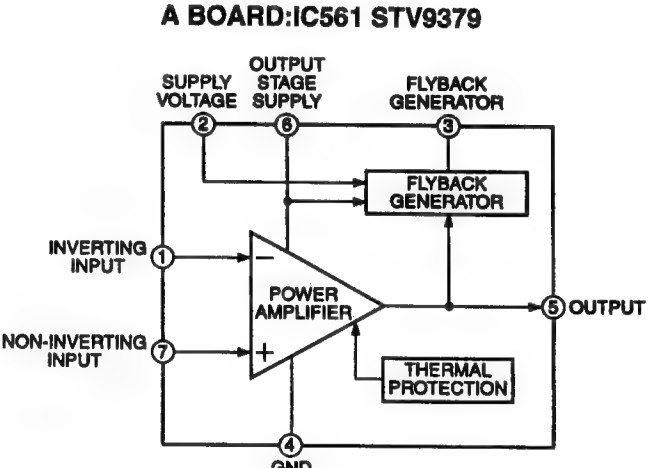 A BOARD:IC561 STV9379
SUPPLY
VOLTAGE
OUTPUT
STAGE
SUPPLY
FLYBACK
GENERATOR
2
6
3
FLYBACK
GENERATOR
INVERTING
INPUT
1
−
POWER
AMPLIFIER
5
OUTPUT
NON-INVERTING
INPUT
7
+
THERMAL
PROTECTION
4
GND